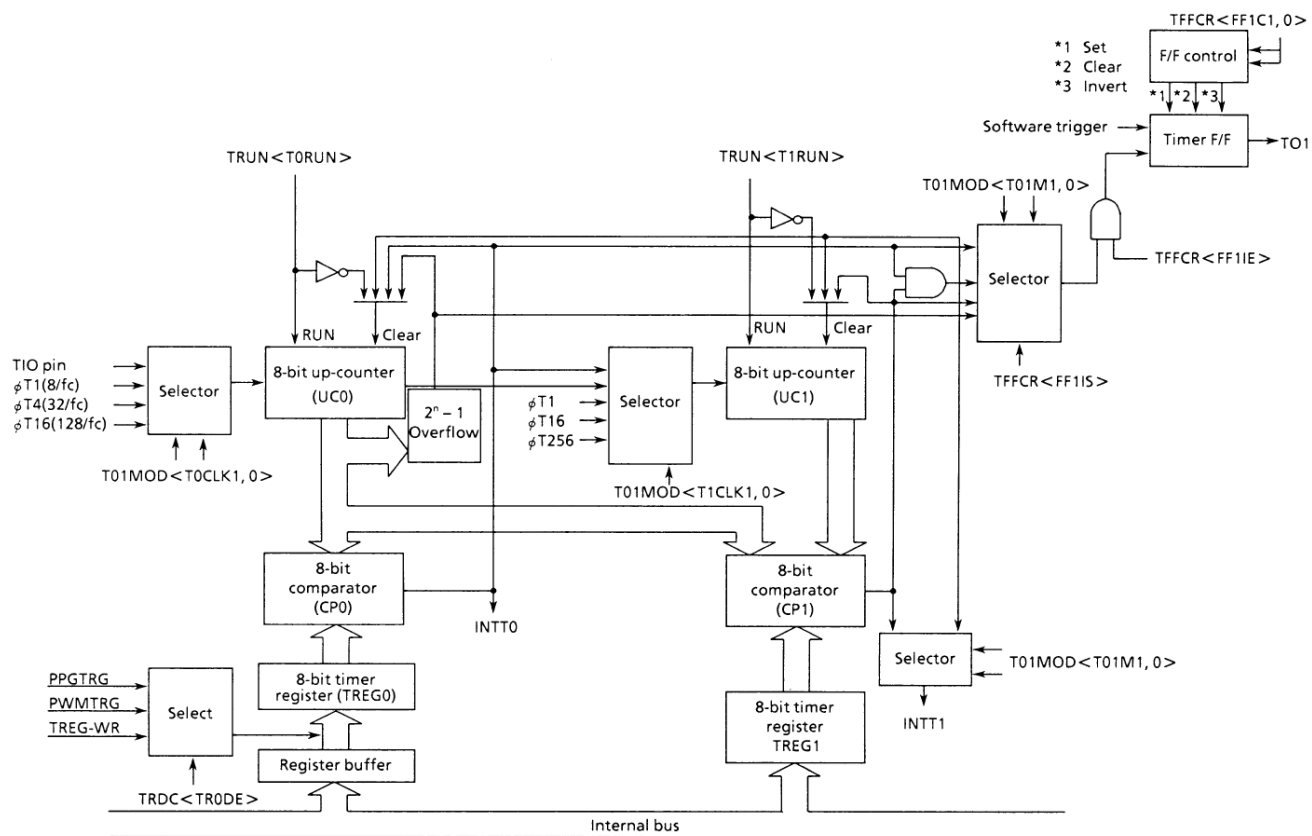 TFFCR<FF1C1, 0>
*1 Set
*2 Clear
*3 Invert
F/F control
*1 *2 *3
Software trigger
Timer F/F
TO1
TRUN<T0RUN>
TRUN<T1RUN>
T01MOD<T01M1, 0>
TFFCR<FF1IE>
Selector
RUN
Clear
RUN
Clear
TFFCR<FF1IS>
TIO pin
ϕT1(8/fc)
ϕT4(32/fc)
ϕT16(128/fc)
Selector
T01MOD<T0CLK1, 0>
8-bit up-counter
(UC0)
2ⁿ – 1
Overflow
ϕT1
ϕT16
ϕT256
Selector
T01MOD<T1CLK1, 0>
8-bit up-counter
(UC1)
8-bit
comparator
(CP0)
INTT0
8-bit
comparator
(CP1)
Selector
T01MOD<T01M1, 0>
INTT1
PPGTRG
PWMTRG
TREG-WR
Select
TRDC<TR0DE>
8-bit timer
register (TREG0)
Register buffer
8-bit timer
register
TREG1
Internal bus